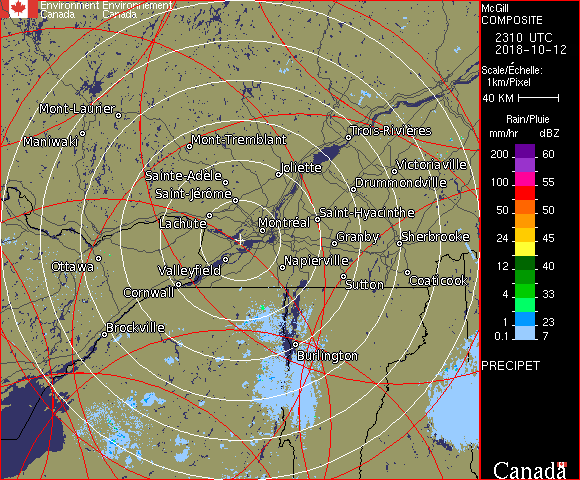 Environment Environnement
Canada Canada
McGill
COMPOSITE
2310 UTC
2018-10-12
Scale/Échelle:
1km/Pixel
40 KM
Rain/Pluie
mm/hr dBZ
200 60
150 57
100 55
50 50
24 45
12 40
4 33
1 23
0.1 7
PRECIPET
Canada
Mont-Laurier
Maniwaki
Mont-Tremblant
Trois-Rivières
Joliette
Victoriaville
Sainte-Adèle
Drummondville
Saint-Jérôme
Saint-Hyacinthe
Lachute
Montréal
Granby
Sherbrooke
Ottawa
Valleyfield
Napierville
Cornwall
Sutton
Coaticook
Brockville
Burlington